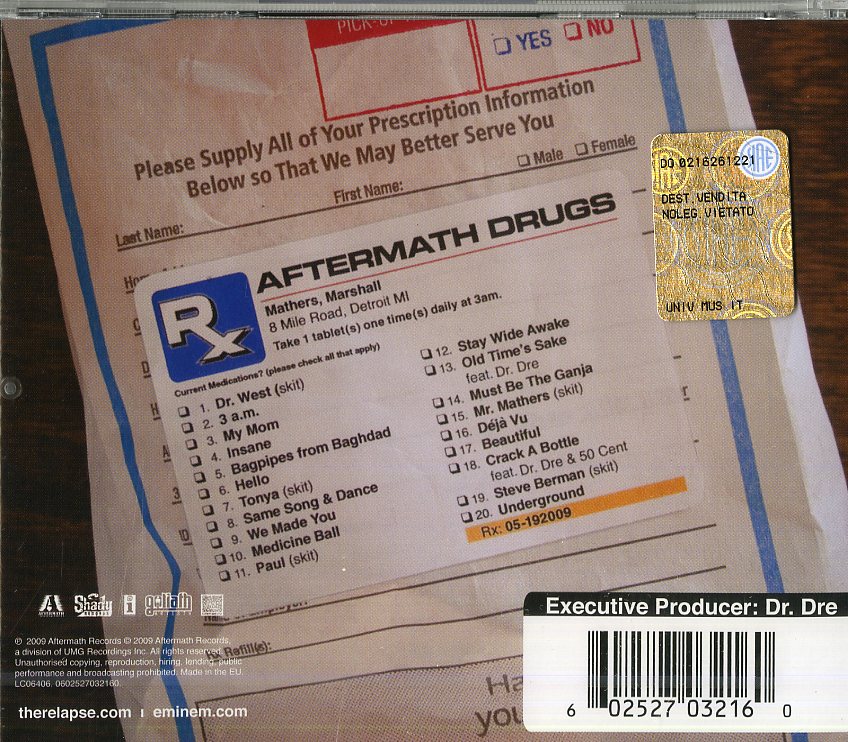 PICK-UP
YES NO
Please Supply All of Your Prescription Information
Below so That We May Better Serve You
Male Female
Last Name: First Name:
AFTERMATH DRUGS
Rx
Mathers, Marshall
8 Mile Road, Detroit MI
Take 1 tablet(s) one time(s) daily at 3am.
Current Medications? (please check all that apply)
1. Dr. West (skit)
2. 3 a.m.
3. My Mom
4. Insane
5. Bagpipes from Baghdad
6. Hello
7. Tonya (skit)
8. Same Song & Dance
9. We Made You
10. Medicine Ball
11. Paul (skit)
12. Stay Wide Awake
13. Old Time's Sake
feat. Dr. Dre
14. Must Be The Ganja
15. Mr. Mathers (skit)
16. Déjà Vu
17. Beautiful
18. Crack A Bottle
feat. Dr. Dre & 50 Cent
19. Steve Berman (skit)
20. Underground
Rx: 05-192009
DO 0216261221
DEST VENDITA
NOLEG VIETATO
UNIV MUS IT
Refill(s):
AFTERMATH
Shady
goliath
℗ 2009 Aftermath Records © 2009 Aftermath Records,
a division of UMG Recordings Inc. All rights reserved.
Unauthorised copying, reproduction, hiring, lending, public
performance and broadcasting prohibited. Made in the EU.
LC06406. 0602527032160.
therelapse.com ı eminem.com
Executive Producer: Dr. Dre
6 02527 03216 0